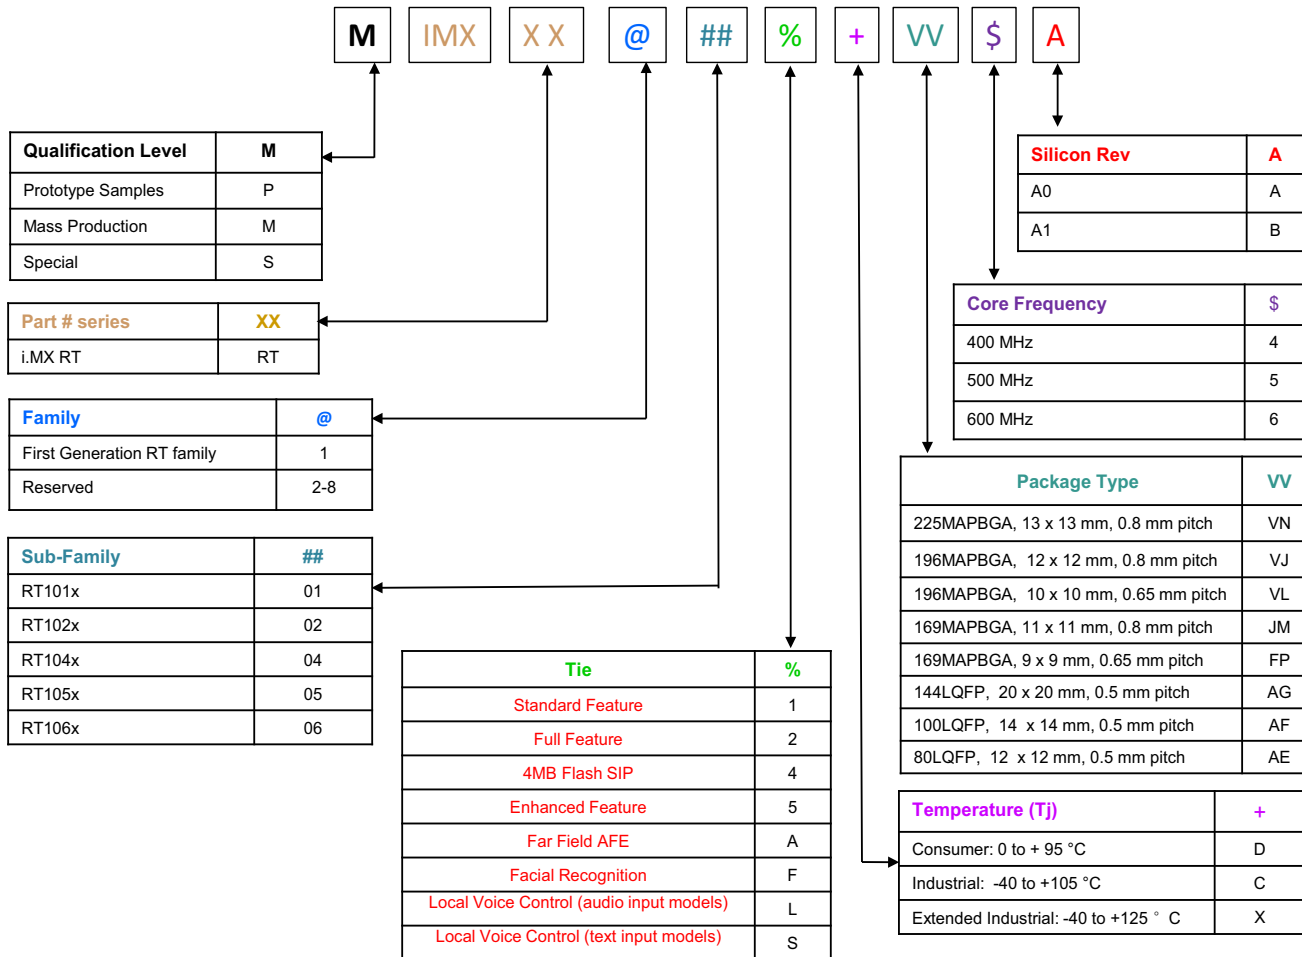 M IMX X X @ ## % + VV $ A
Qualification Level M
Prototype Samples P
Mass Production M
Special S
Part # series XX
i.MX RT RT
Family @
First Generation RT family 1
Reserved 2-8
Sub-Family ##
RT101x 01
RT102x 02
RT104x 04
RT105x 05
RT106x 06
Tie %
Standard Feature 1
Full Feature 2
4MB Flash SIP 4
Enhanced Feature 5
Far Field AFE A
Facial Recognition F
Local Voice Control (audio input models) L
Local Voice Control (text input models) S
Silicon Rev A
A0 A
A1 B
Core Frequency $
400 MHz 4
500 MHz 5
600 MHz 6
Package Type VV
225MAPBGA, 13 x 13 mm, 0.8 mm pitch VN
196MAPBGA, 12 x 12 mm, 0.8 mm pitch VJ
196MAPBGA, 10 x 10 mm, 0.65 mm pitch VL
169MAPBGA, 11 x 11 mm, 0.8 mm pitch JM
169MAPBGA, 9 x 9 mm, 0.65 mm pitch FP
144LQFP, 20 x 20 mm, 0.5 mm pitch AG
100LQFP, 14 x 14 mm, 0.5 mm pitch AF
80LQFP, 12 x 12 mm, 0.5 mm pitch AE
Temperature (Tj) +
Consumer: 0 to + 95 °C D
Industrial: -40 to +105 °C C
Extended Industrial: -40 to +125 ° C X